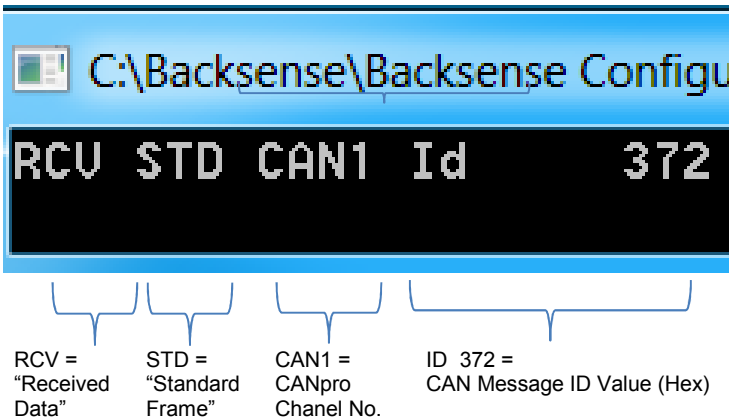 C:\Backsense\Backsense Configu
RCV STD CAN1 Id 372
RCV =
“Received
Data”
STD =
“Standard
Frame”
CAN1 =
CANpro
Chanel No.
ID 372 =
CAN Message ID Value (Hex)